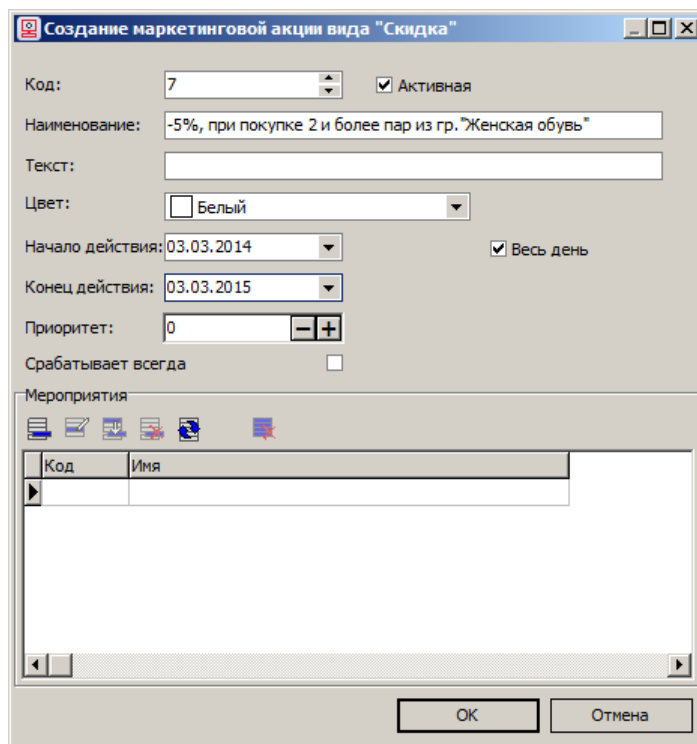 Создание маркетинговой акции вида "Скидка"
Код: 7 Активная
Наименование: -5%, при покупке 2 и более пар из гр."Женская обувь"
Текст:
Цвет: Белый
Начало действия: 03.03.2014 Весь день
Конец действия: 03.03.2015
Приоритет: 0
Срабатывает всегда
Мероприятия
Код Имя
OK Отмена